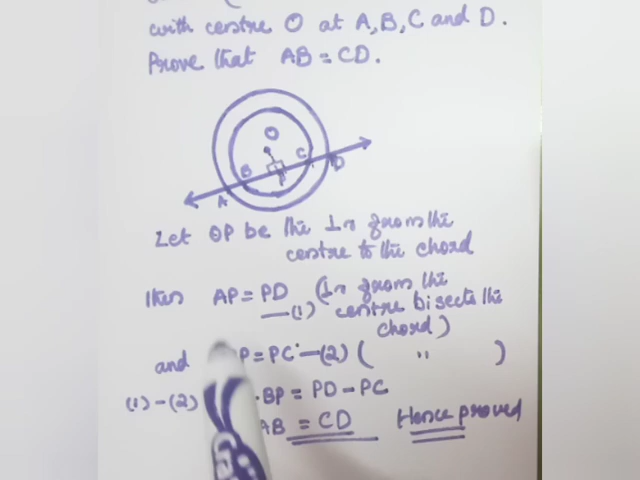 with centre O at A, B, C and D.
Prove that AB = CD.
O
B
C
D
A
P
Let OP be the ⊥r from the
centre to the chord
then AP = PD (⊥r from the
—(1) centre bisects the
chord)
and P = PC —(2) ( " )
(1) - (2) BP = PD - PC
AB = CD Hence proved